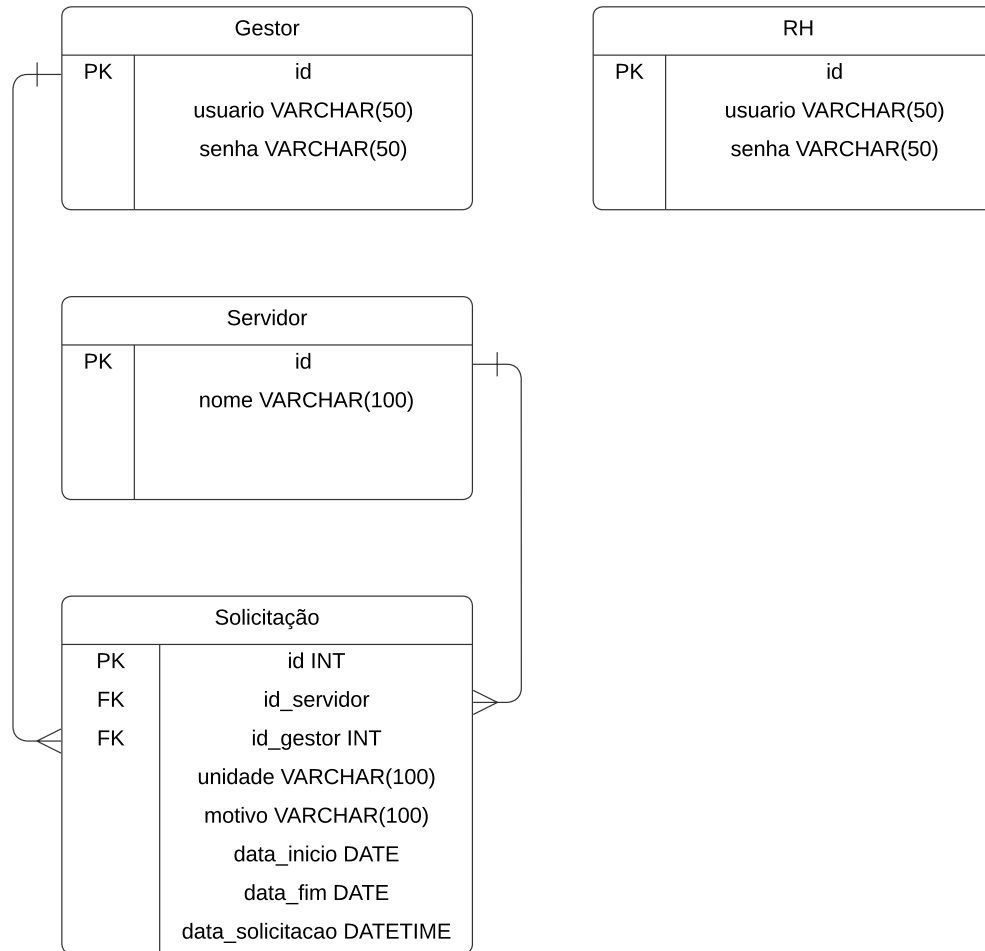 Gestor
PK id
usuario VARCHAR(50)
senha VARCHAR(50)
RH
PK id
usuario VARCHAR(50)
senha VARCHAR(50)
Servidor
PK id
nome VARCHAR(100)
Solicitação
PK id INT
FK id_servidor
FK id_gestor INT
unidade VARCHAR(100)
motivo VARCHAR(100)
data_inicio DATE
data_fim DATE
data_solicitacao DATETIME